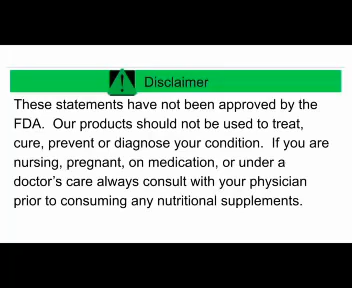 Disclaimer
These statements have not been approved by the
FDA. Our products should not be used to treat,
cure, prevent or diagnose your condition. If you are
nursing, pregnant, on medication, or under a
doctor's care always consult with your physician
prior to consuming any nutritional supplements.